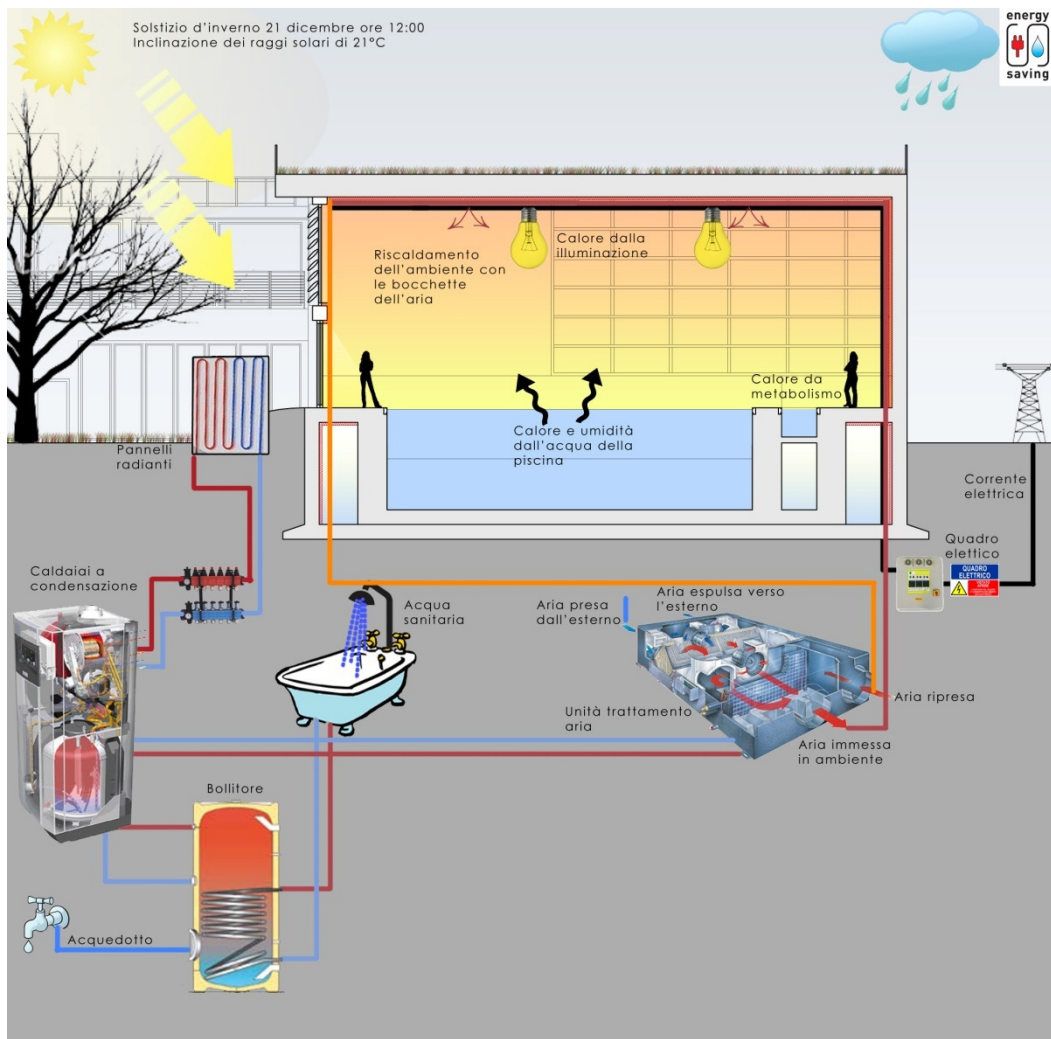 Solstizio d'inverno 21 dicembre ore 12:00
Inclinazione dei raggi solari di 21°C
energy
saving
Riscaldamento
dell'ambiente con
le bocchette
dell'aria
Calore dalla
illuminazione
Calore da
metabolismo
Calore e umidità
dall'acqua della
piscina
Pannelli
radianti
Corrente
elettrica
Quadro
elettico
QUADRO
ELETTRICO
Caldaiai a
condensazione
Acqua
sanitaria
Aria presa
dall'esterno
Aria espulsa verso
l'esterno
Aria ripresa
Unità trattamento
aria
Aria immessa
in ambiente
Bollitore
Acquedotto